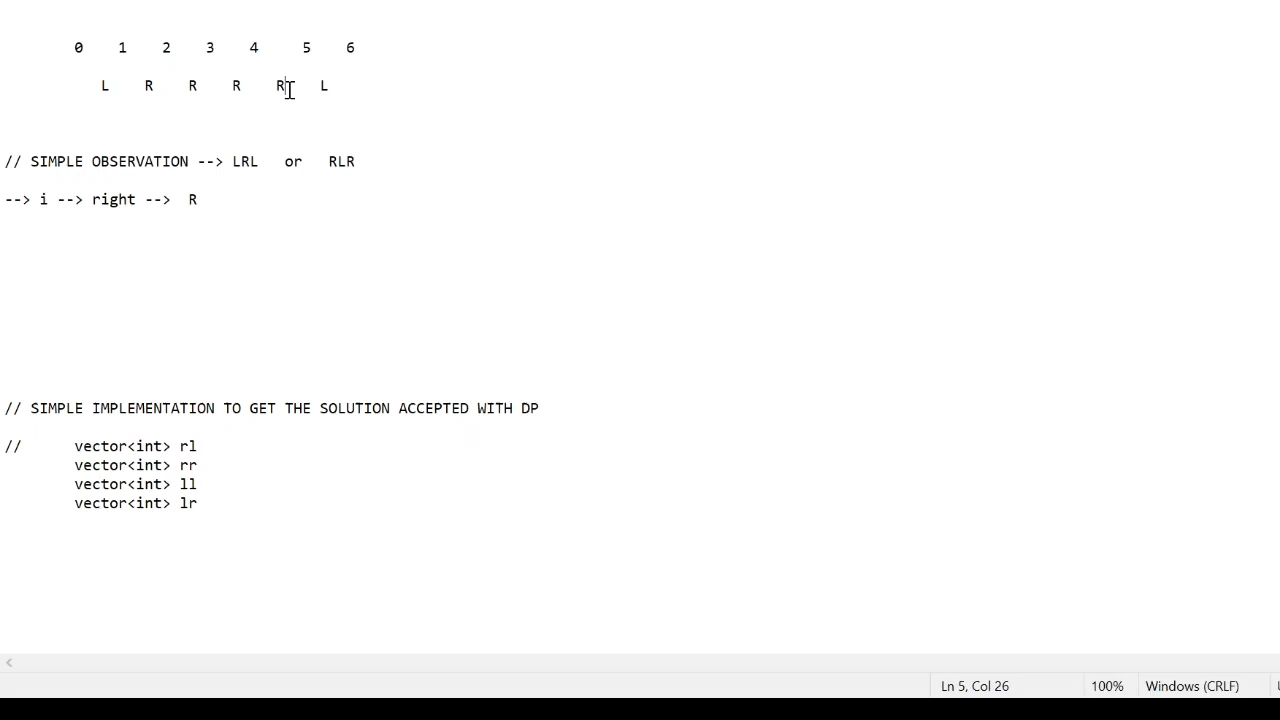 0 1 2 3 4 5 6
L R R R R L
// SIMPLE OBSERVATION --> LRL or RLR
--> i --> right --> R
// SIMPLE IMPLEMENTATION TO GET THE SOLUTION ACCEPTED WITH DP
// vector<int> rl
vector<int> rr
vector<int> ll
vector<int> lr
Ln 5, Col 26 100% Windows (CRLF)